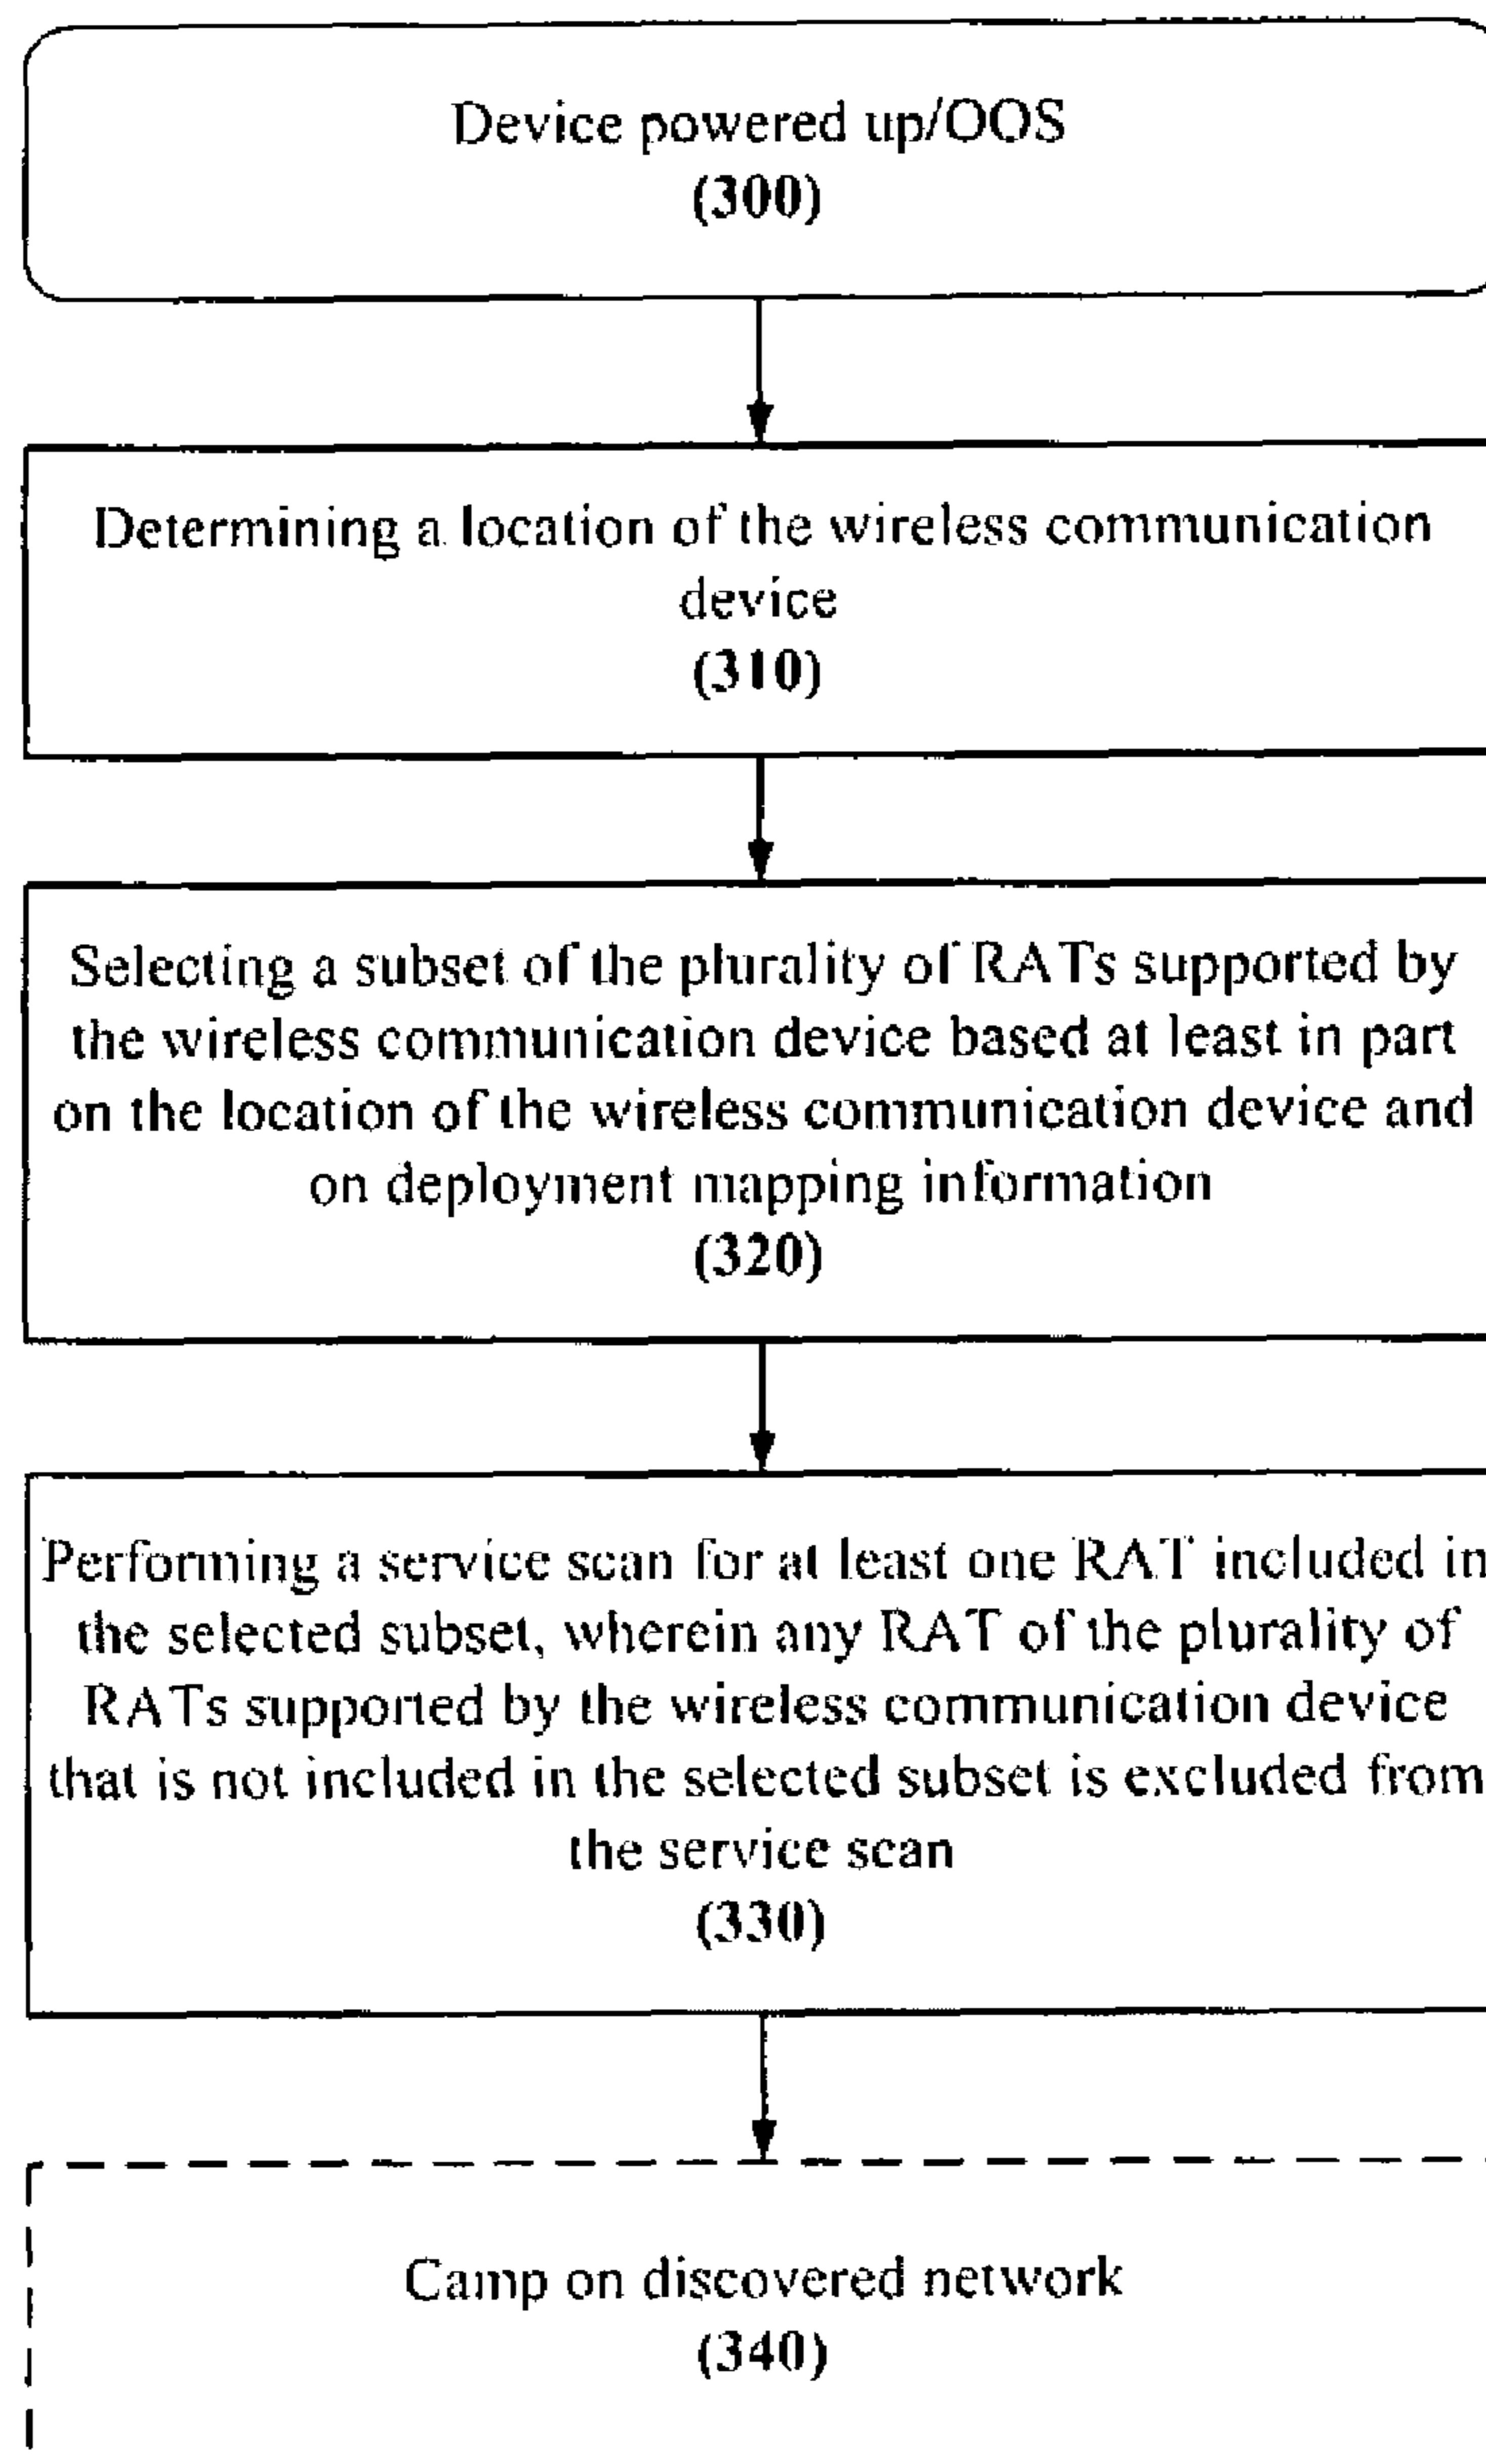 Device powered up/OOS
(300)
Determining a location of the wireless communication
device
(310)
Selecting a subset of the plurality of RATs supported by
the wireless communication device based at least in part
on the location of the wireless communication device and
on deployment mapping information
(320)
Performing a service scan for at least one RAT included in
the selected subset, wherein any RAT of the plurality of
RATs supported by the wireless communication device
that is not included in the selected subset is excluded from
the service scan
(330)
Camp on discovered network
(340)